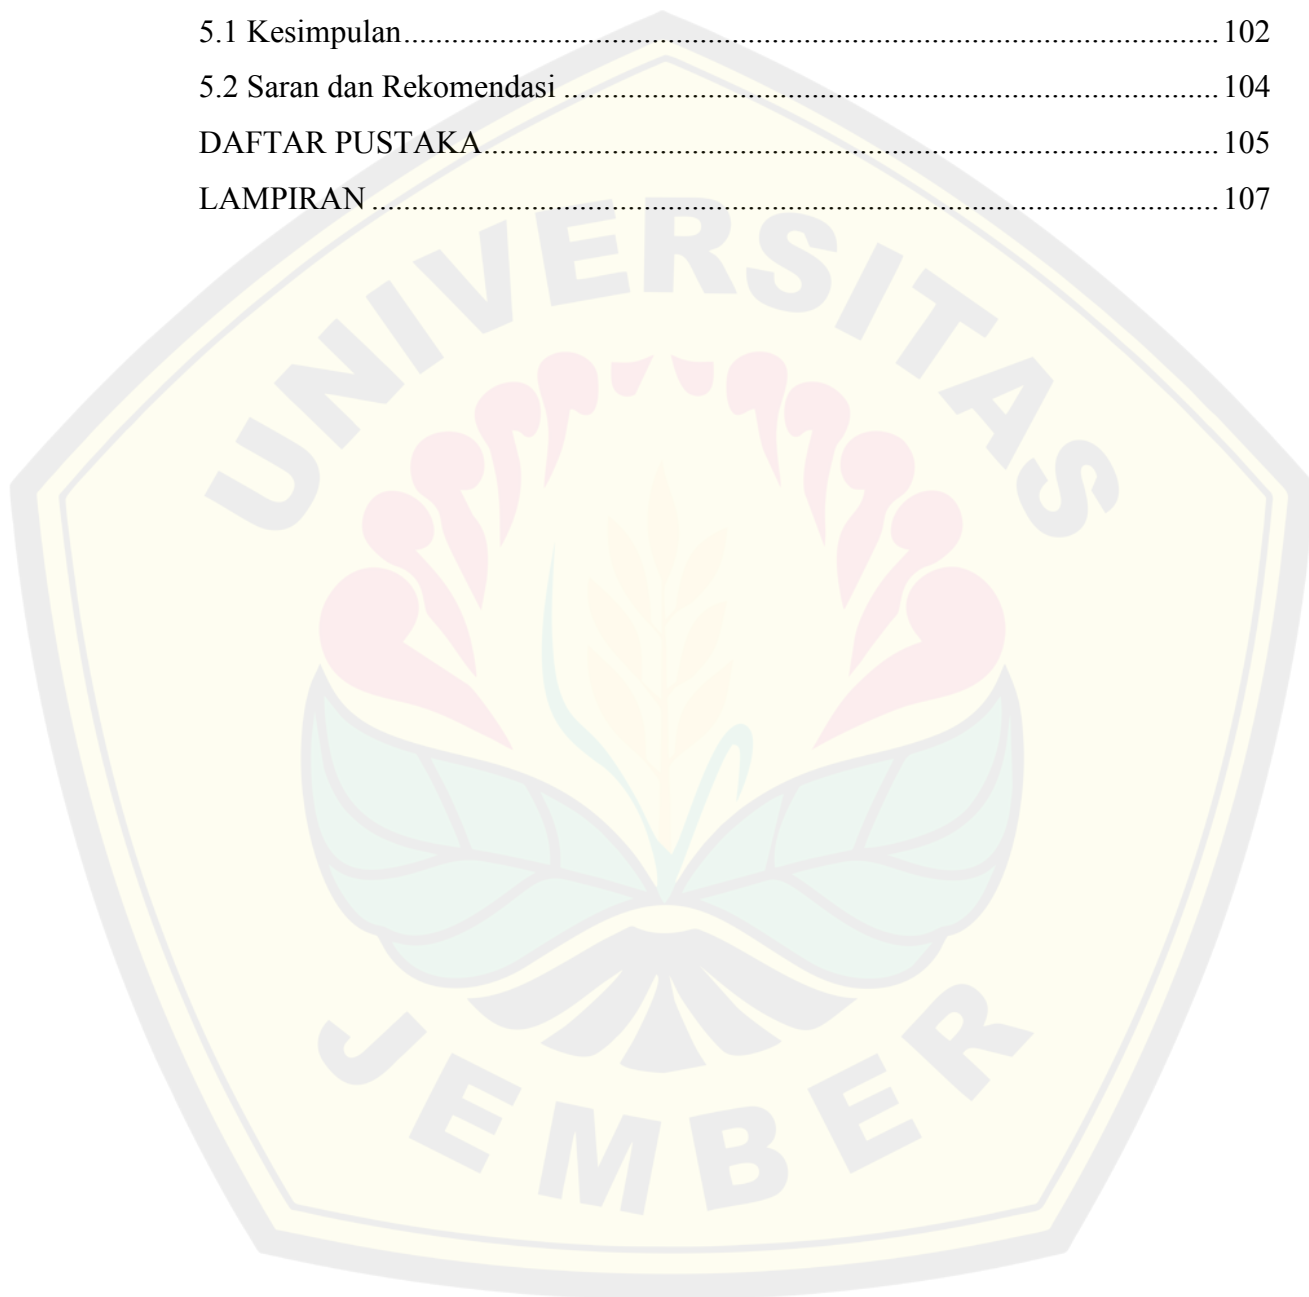 5.1 Kesimpulan.......................................................................................................102
5.2 Saran dan Rekomendasi ...................................................................................104
DAFTAR PUSTAKA.............................................................................................105
LAMPIRAN ...........................................................................................................107
UNIVERSITAS
JEMBER